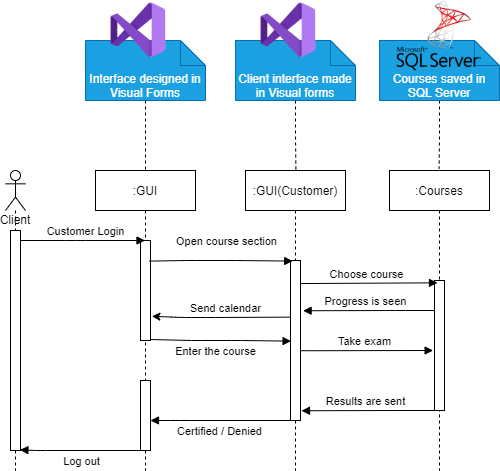 Microsoft
SQL Server
Interface designed in
Visual Forms
Client interface made
in Visual forms
Courses saved in
SQL Server
:GUI
:GUI(Customer)
:Courses
Client
Customer Login
Open course section
Choose course
Progress is seen
Send calendar
Take exam
Enter the course
Results are sent
Certified / Denied
Log out